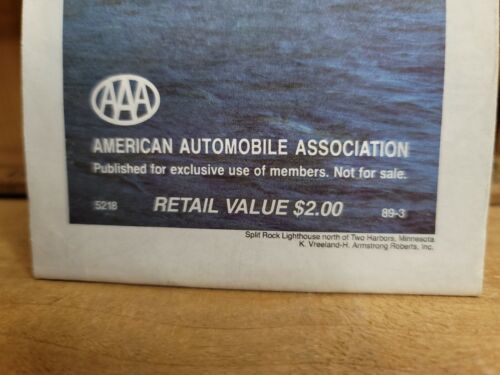 AAA
AMERICAN AUTOMOBILE ASSOCIATION
Published for exclusive use of members. Not for sale.
5218 RETAIL VALUE $2.00 89-3
Split Rock Lighthouse north of Two Harbors, Minnesota
K. Vreeland-H. Armstrong Roberts, Inc.